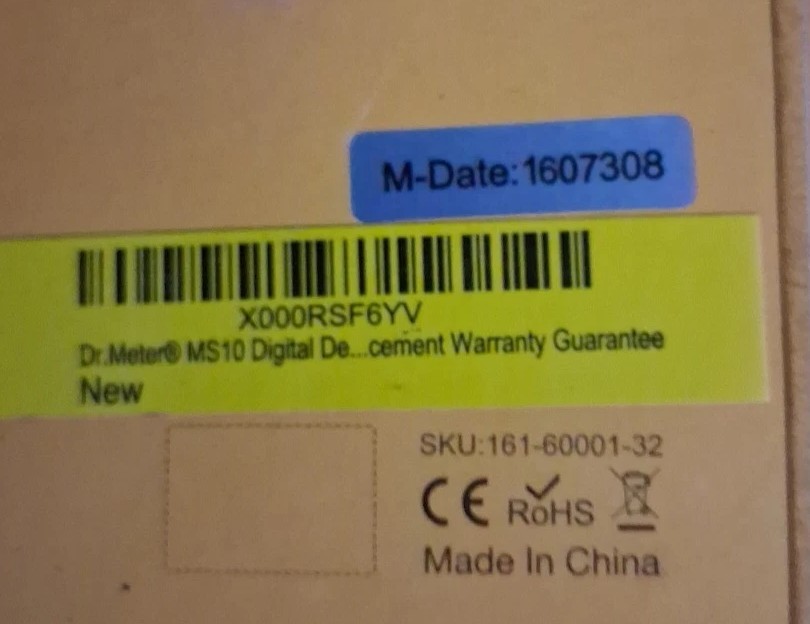 M-Date:1607308
X000RSF6YV
Dr.Meter® MS10 Digital De...cement Warranty Guarantee
New
SKU:161-60001-32
CE RoHS
Made In China